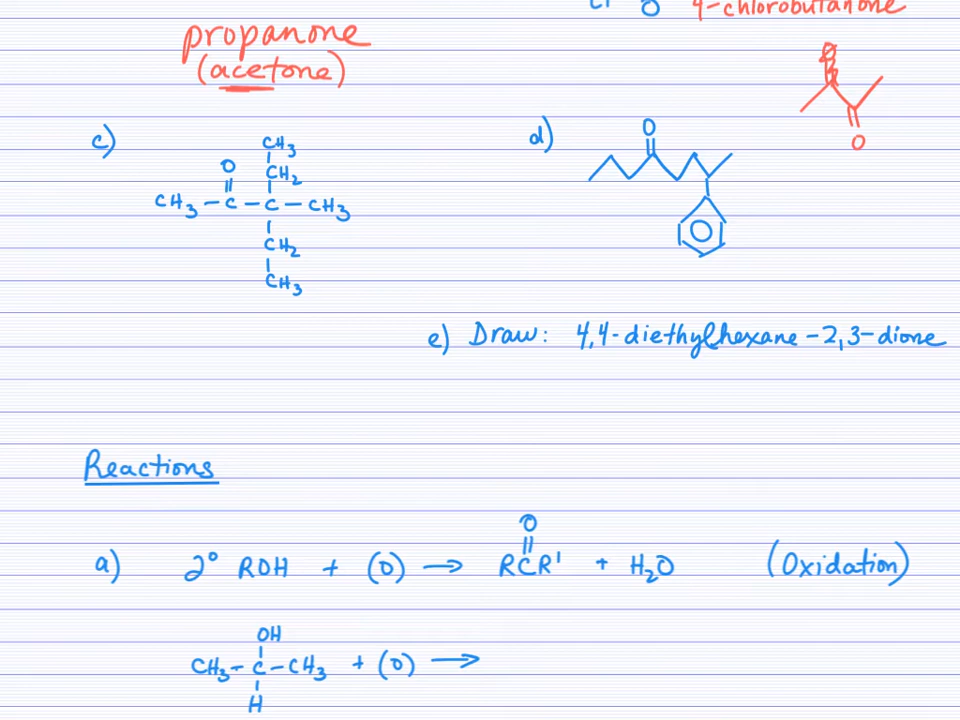 Cl O 4-chlorobutanone
propanone
(acetone)
O
c)
d)
O
CH3
O CH2
CH3 - C - C - CH3
CH2
CH3
e) Draw: 4,4-diethylhexane-2,3-dione
Reactions
O
a) 2° ROH + (O) → RCR' + H2O (Oxidation)
OH
CH3 - C - CH3 + (O) →
H